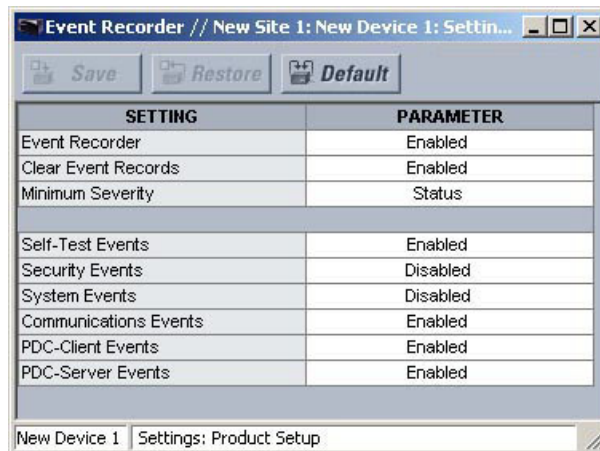 Event Recorder // New Site 1: New Device 1: Settin...
Save Restore Default
SETTING PARAMETER
Event Recorder Enabled
Clear Event Records Enabled
Minimum Severity Status
Self-Test Events Enabled
Security Events Disabled
System Events Disabled
Communications Events Enabled
PDC-Client Events Enabled
PDC-Server Events Enabled
New Device 1 Settings: Product Setup